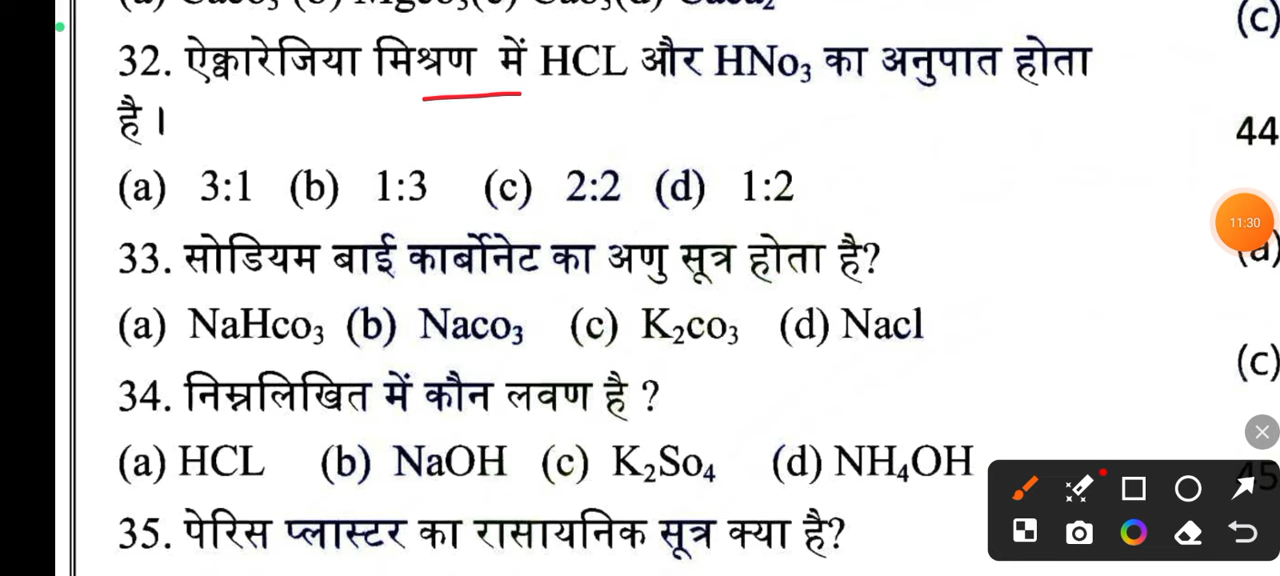 (c)
32. ऐक्वारेजिया मिश्रण में HCL और HNo₃ का अनुपात होता
है ।
44
(a) 3:1 (b) 1:3 (c) 2:2 (d) 1:2
11:30
33. सोडियम बाई कार्बोनेट का अणु सूत्र होता है?
(a) NaHco₃ (b) Naco₃ (c) K₂co₃ (d) Nacl
(c)
34. निम्नलिखित में कौन लवण है ?
(a) HCL (b) NaOH (c) K₂So₄ (d) NH₄OH
35. पेरिस प्लास्टर का रासायनिक सूत्र क्या है?